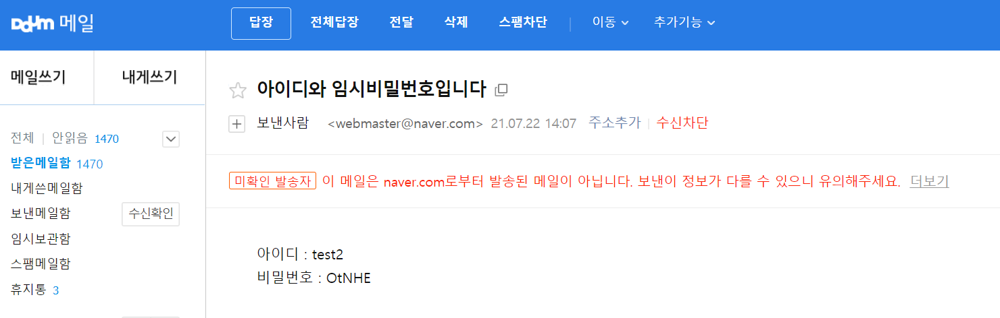 Daum 메일
답장 전체답장 전달 삭제 스팸차단 이동 추가기능
메일쓰기 내게쓰기
아이디와 임시비밀번호입니다
보낸사람 <webmaster@naver.com> 21.07.22 14:07 주소추가 수신차단
전체 안읽음 1470
받은메일함 1470
내게쓴메일함
보낸메일함 수신확인
임시보관함
스팸메일함
휴지통 3
미확인 발송자 이 메일은 naver.com로부터 발송된 메일이 아닙니다. 보낸이 정보가 다를 수 있으니 유의해주세요. 더보기
아이디 : test2
비밀번호 : OtNHE